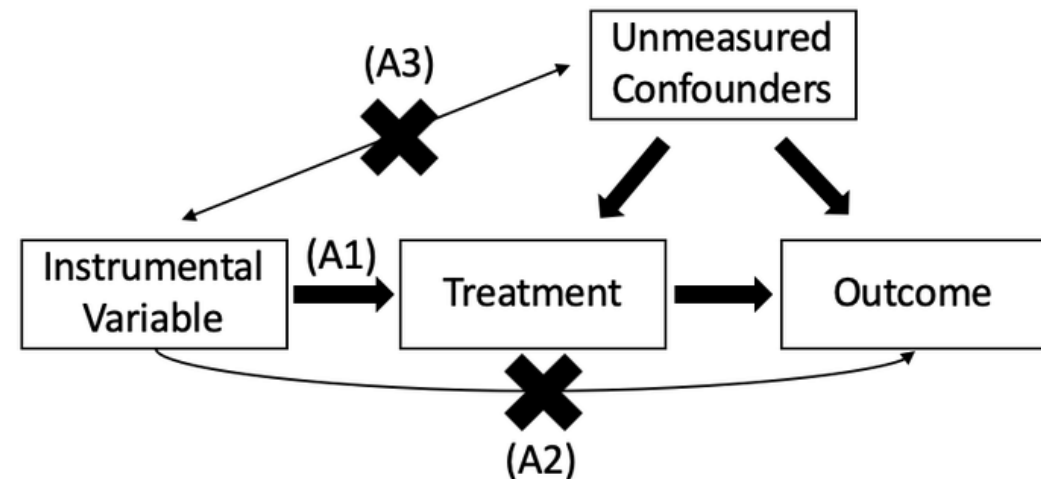 Unmeasured
Confounders
(A3)
Instrumental
Variable
(A1)
Treatment
Outcome
(A2)